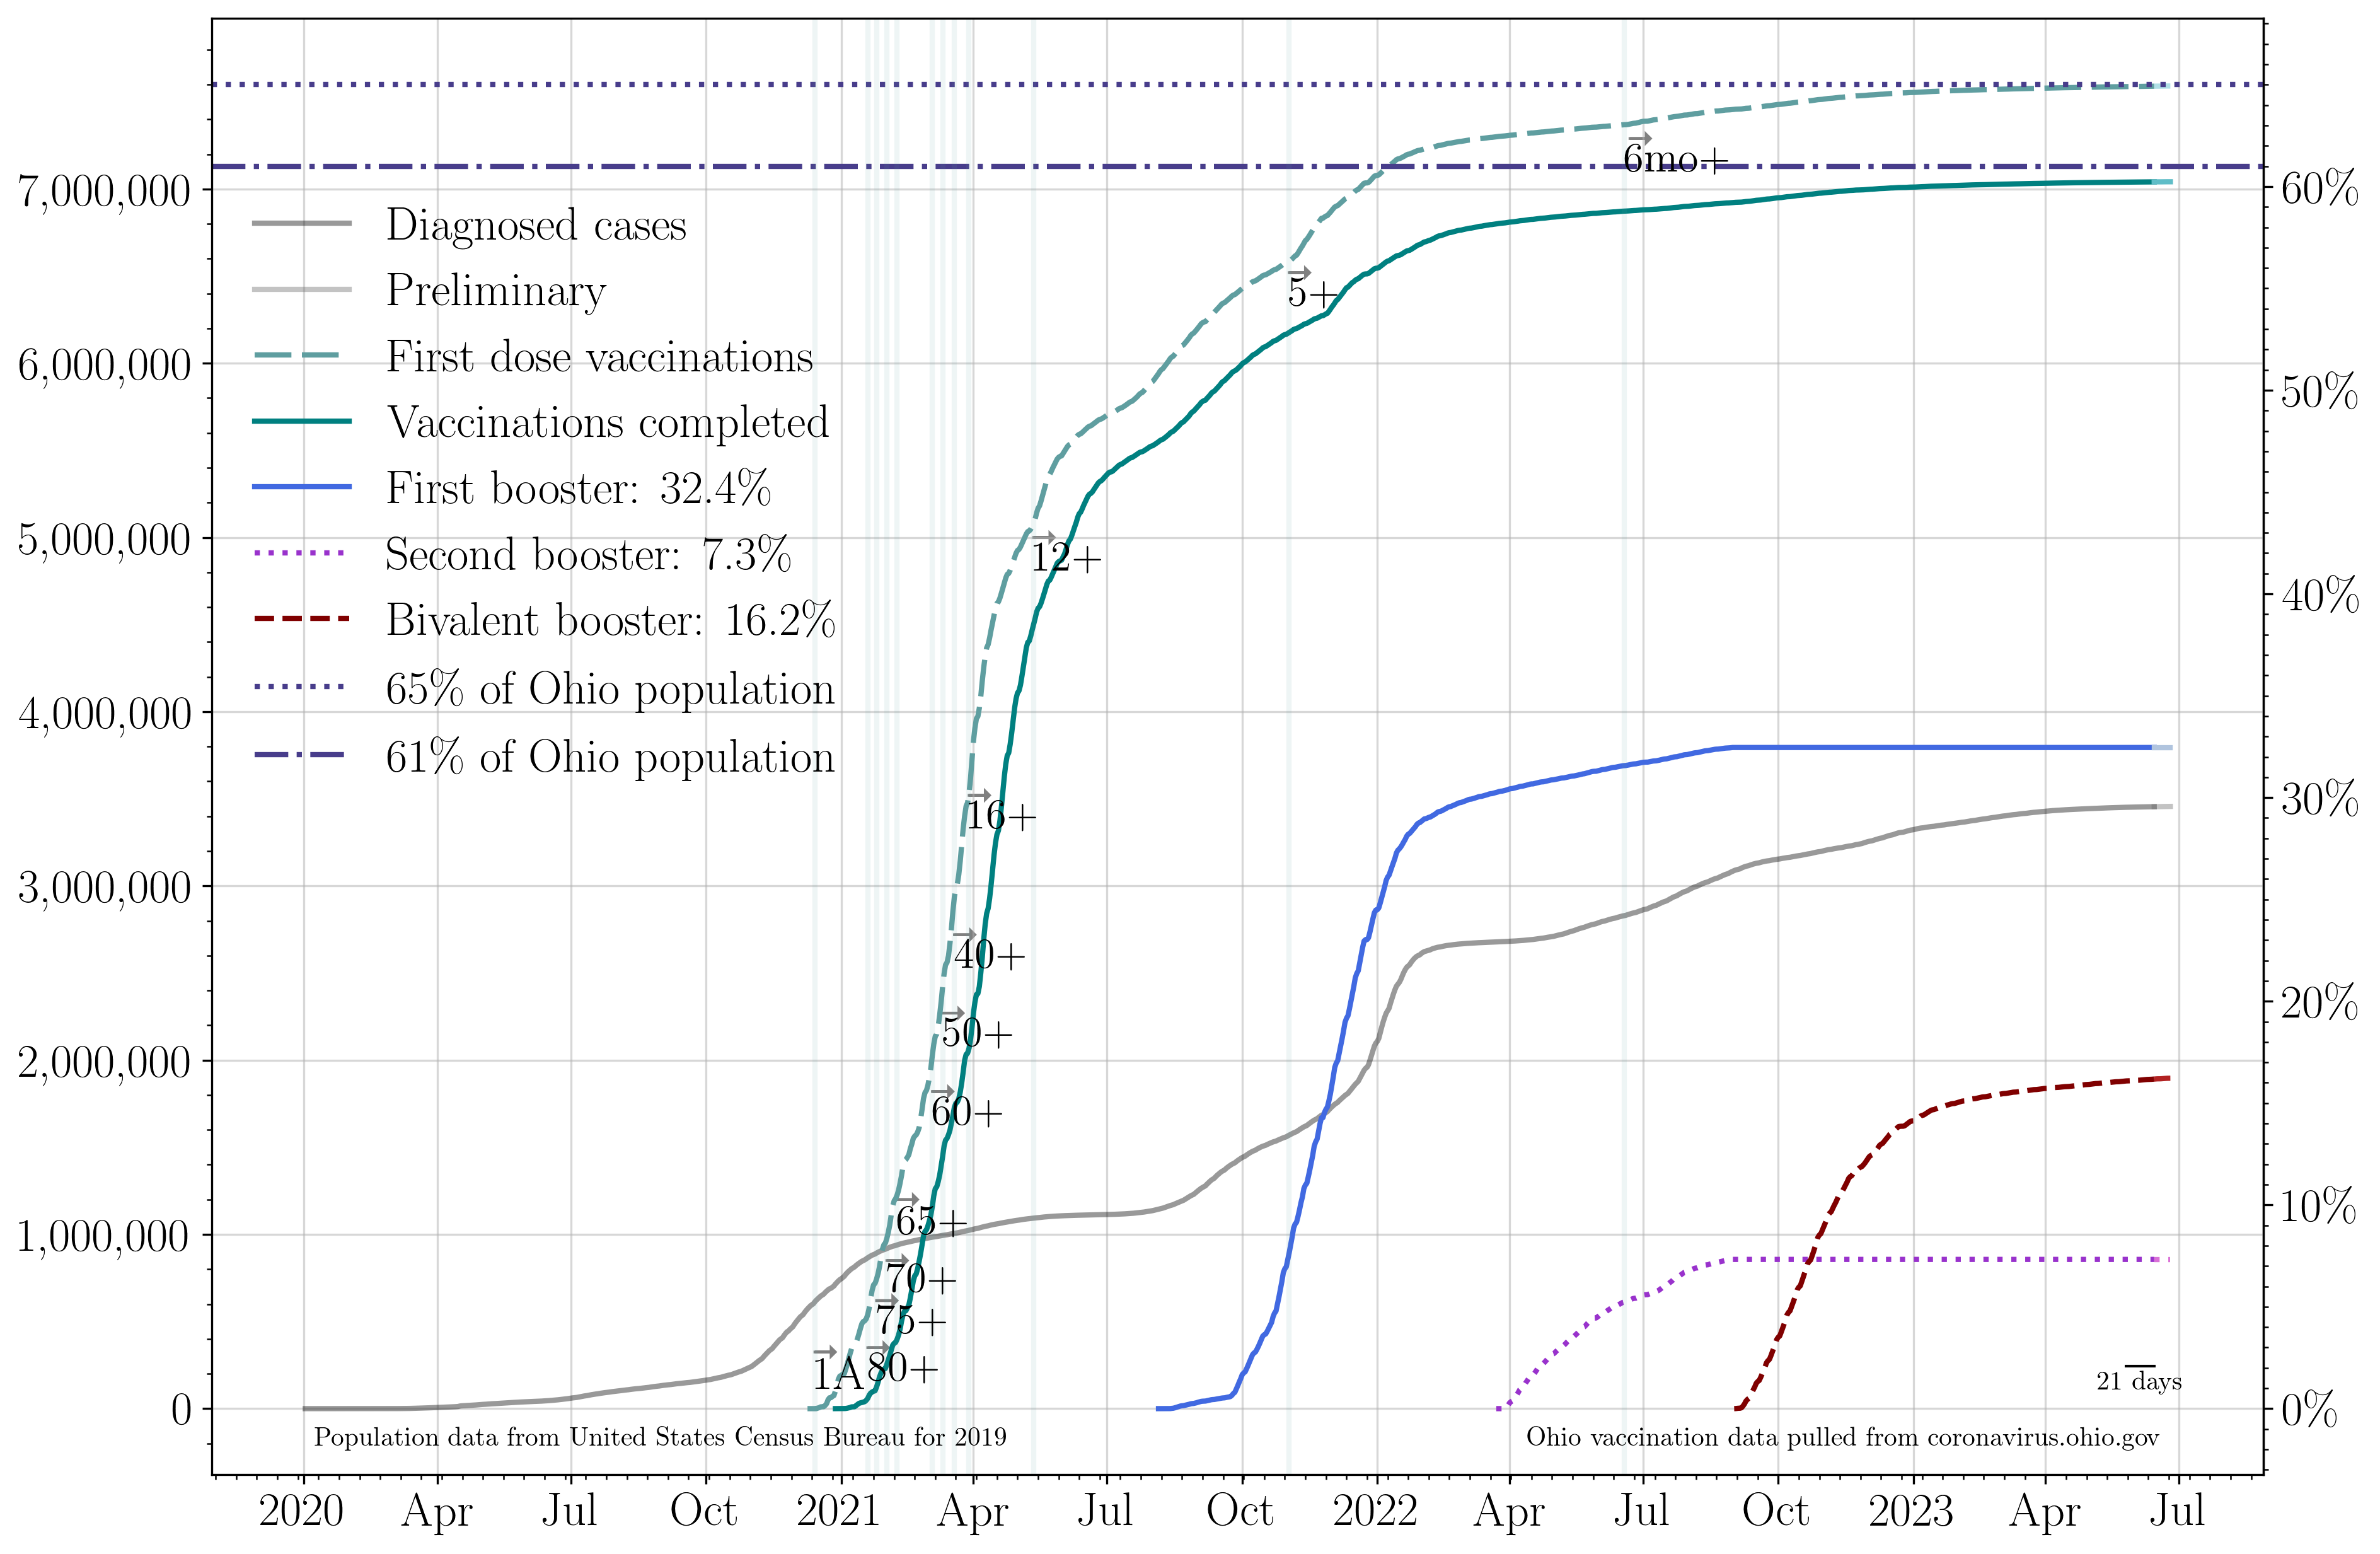 7,000,000
6,000,000
5,000,000
4,000,000
3,000,000
2,000,000
1,000,000
0
Diagnosed cases
Preliminary
First dose vaccinations
Vaccinations completed
First booster: 32.4%
Second booster: 7.3%
Bivalent booster: 16.2%
65% of Ohio population
61% of Ohio population
6mo+
5+
12+
16+
40+
50+
60+
65+
70+
75+
80+
1A
21 days
60%
50%
40%
30%
20%
10%
0%
Population data from United States Census Bureau for 2019
Ohio vaccination data pulled from coronavirus.ohio.gov
2020 Apr Jul Oct 2021 Apr Jul Oct 2022 Apr Jul Oct 2023 Apr Jul